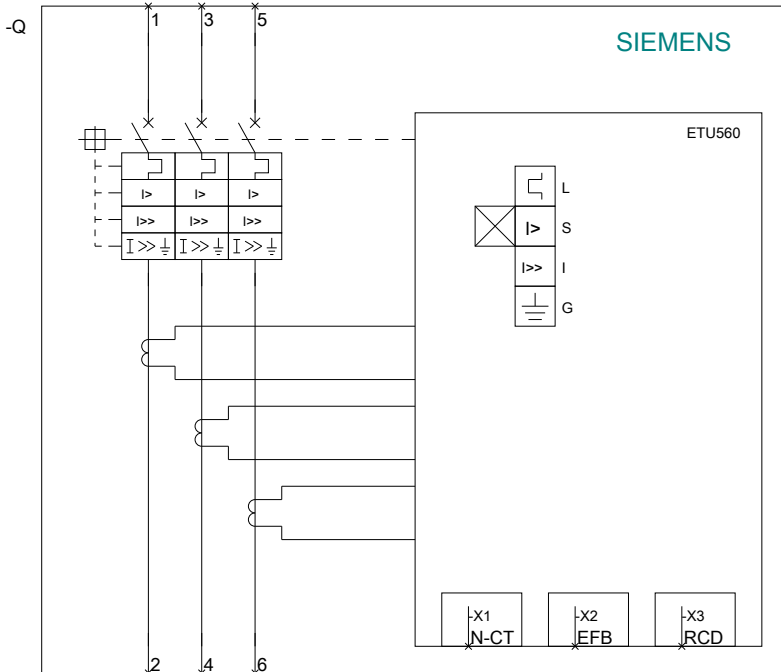 1 3 5
-Q
SIEMENS
ETU560
L
I> I> I>
I> S
I>> I>> I>>
I>> I
I >> I >> I >>
G
-X1 -X2 -X3
N-CT EFB RCD
2 4 6